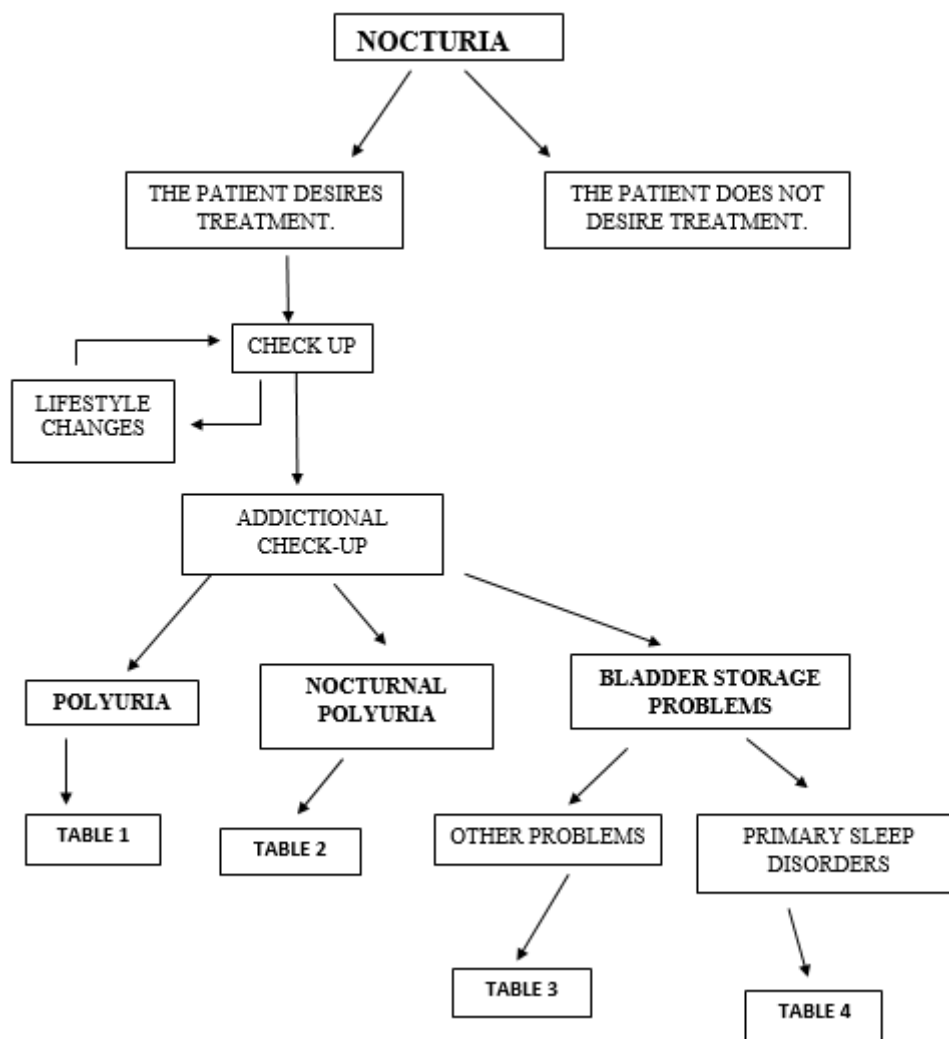 NOCTURIA
THE PATIENT DESIRES
TREATMENT.
THE PATIENT DOES NOT
DESIRE TREATMENT.
CHECK UP
LIFESTYLE
CHANGES
ADDICTIONAL
CHECK-UP
POLYURIA
NOCTURNAL
POLYURIA
BLADDER STORAGE
PROBLEMS
TABLE 1
TABLE 2
OTHER PROBLEMS
PRIMARY SLEEP
DISORDERS
TABLE 3
TABLE 4